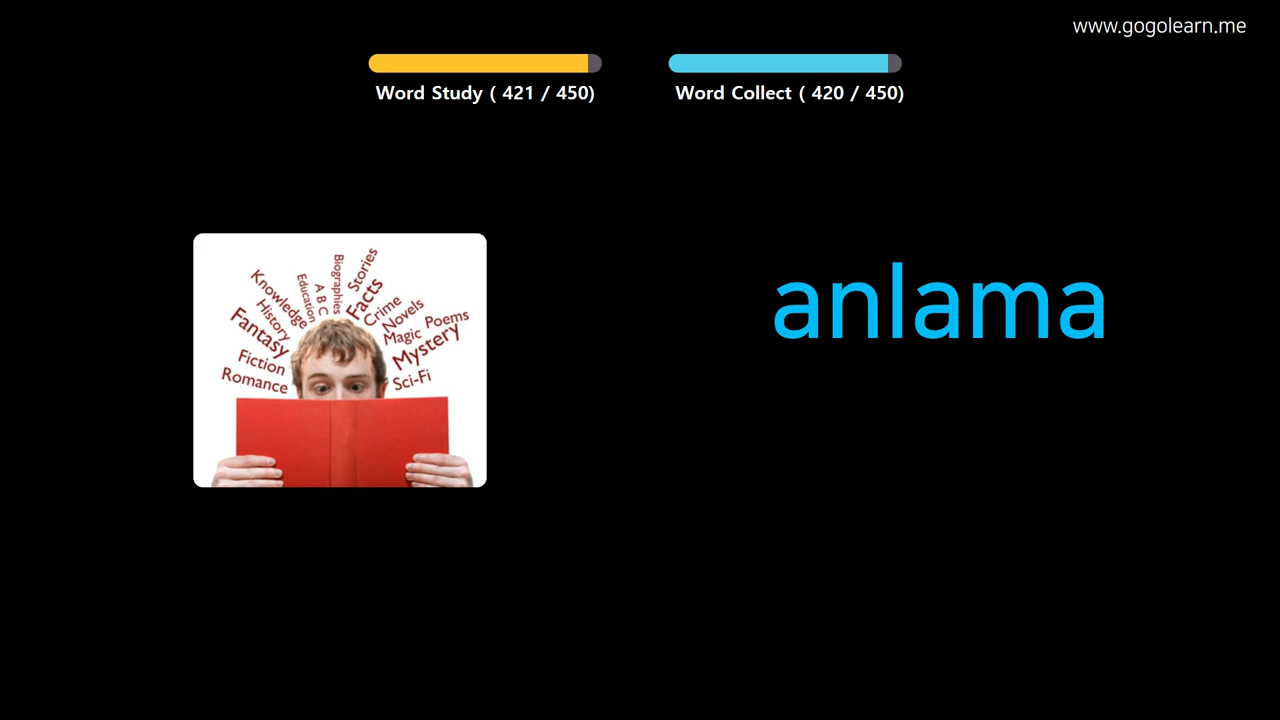 www.gogolearn.me
Word Study ( 421 / 450)
Word Collect ( 420 / 450)
anlama
Knowledge
History
Fantasy
Fiction
Romance
Education
A B C
Biographies
Stories
Facts
Crime
Novels
Magic
Poems
Mystery
Sci-Fi